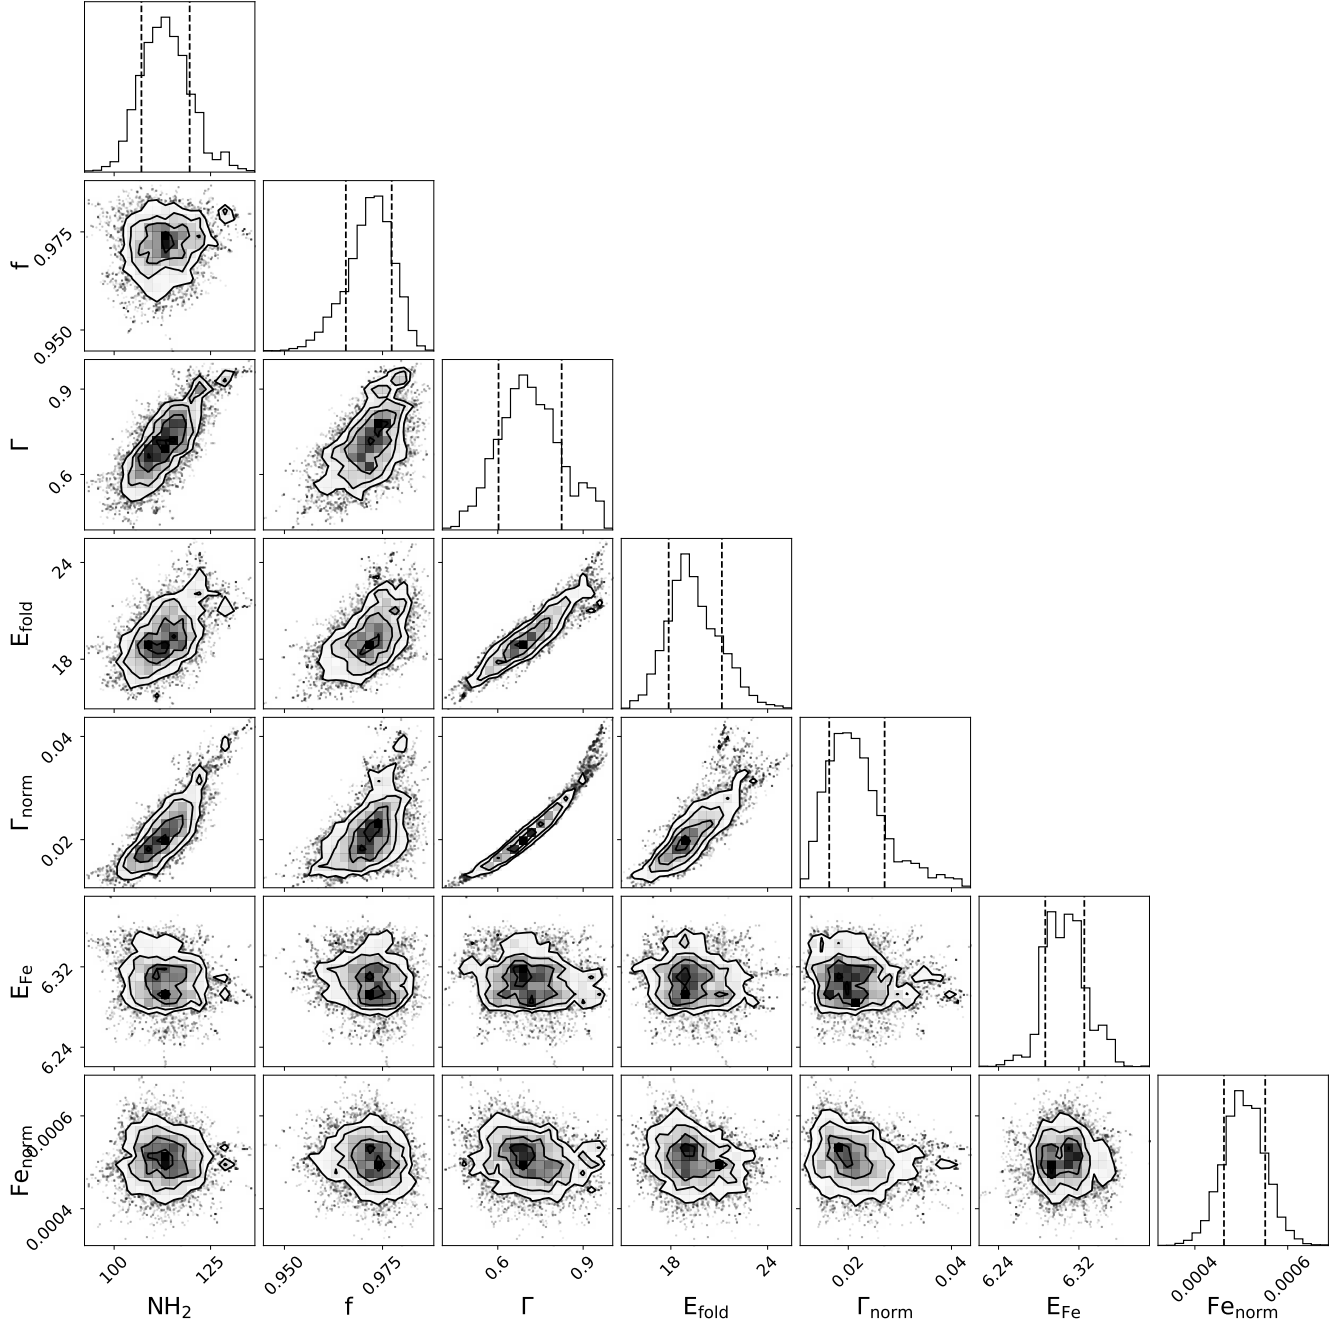 f
0.975
0.950
Γ
0.9
0.6
E_fold
24
18
Γ_norm
0.04
0.02
E_Fe
6.32
6.24
Fe_norm
0.0006
0.0004
100 125 0.950 0.975 0.6 0.9 18 24 0.02 0.04 6.24 6.32 0.0004 0.0006
NH₂ f Γ E_fold Γ_norm E_Fe Fe_norm